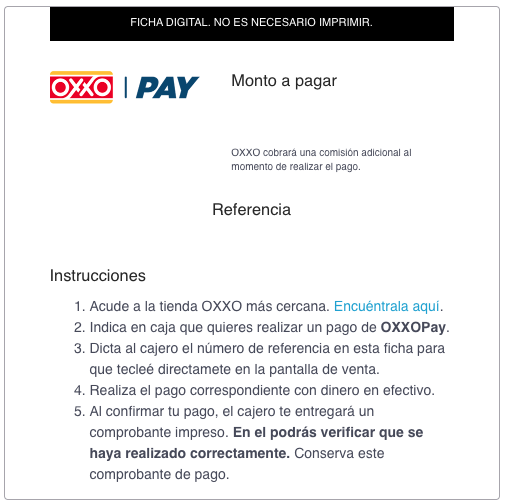 FICHA DIGITAL. NO ES NECESARIO IMPRIMIR.
OXXO | PAY
Monto a pagar
OXXO cobrará una comisión adicional al
momento de realizar el pago.
Referencia
Instrucciones
1. Acude a la tienda OXXO más cercana. Encuéntrala aquí.
2. Indica en caja que quieres realizar un pago de OXXOPay.
3. Dicta al cajero el número de referencia en esta ficha para
que tecleé directamete en la pantalla de venta.
4. Realiza el pago correspondiente con dinero en efectivo.
5. Al confirmar tu pago, el cajero te entregará un
comprobante impreso. En el podrás verificar que se
haya realizado correctamente. Conserva este
comprobante de pago.